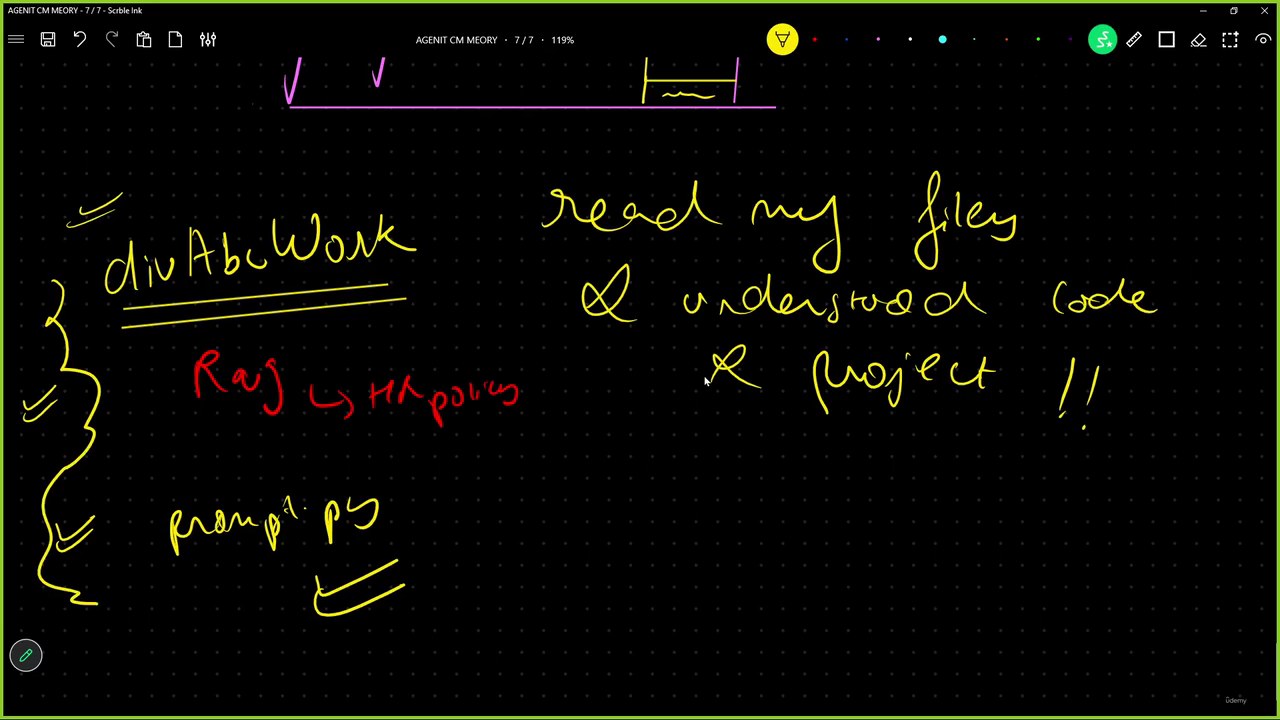 AGENIT CM MEORY - 7 / 7 - Scrble Ink
AGENIT CM MEORY · 7 / 7 · 119%
divAbcWork
Rag ↳ HR policy
prompt.py
read my files
& understood code
& project !!
ûdemy